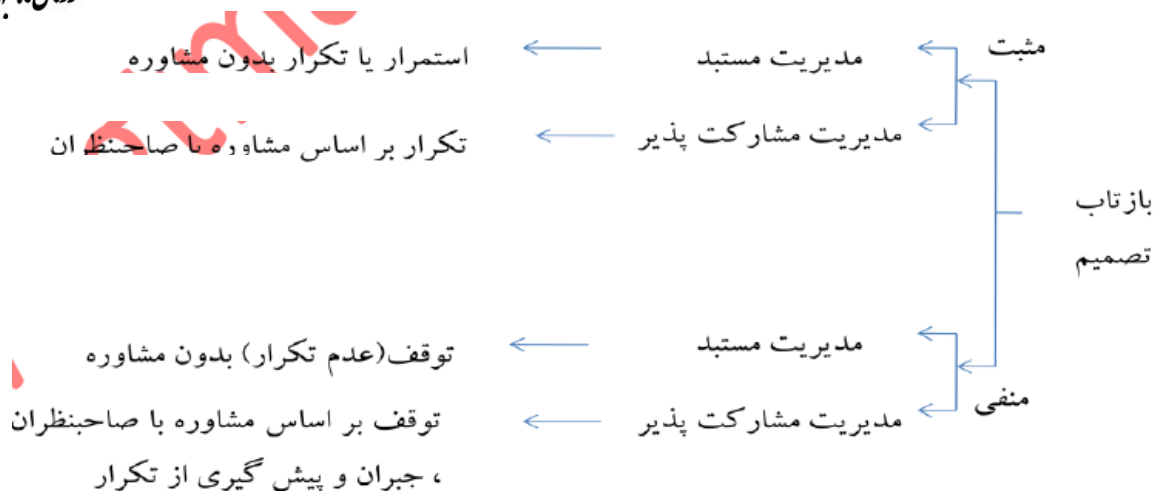 مثبت
مدیریت مستبد
استمرار یا تکرار بدون مشاوره
مدیریت مشارکت پذیر
تکرار بر اساس مشاوره با صاحبنظران
بازتاب
تصمیم
مدیریت مستبد
توقف(عدم تکرار) بدون مشاوره
منفی
مدیریت مشارکت پذیر
توقف بر اساس مشاوره با صاحبنظران
، جبران و پیش گیری از تکرار